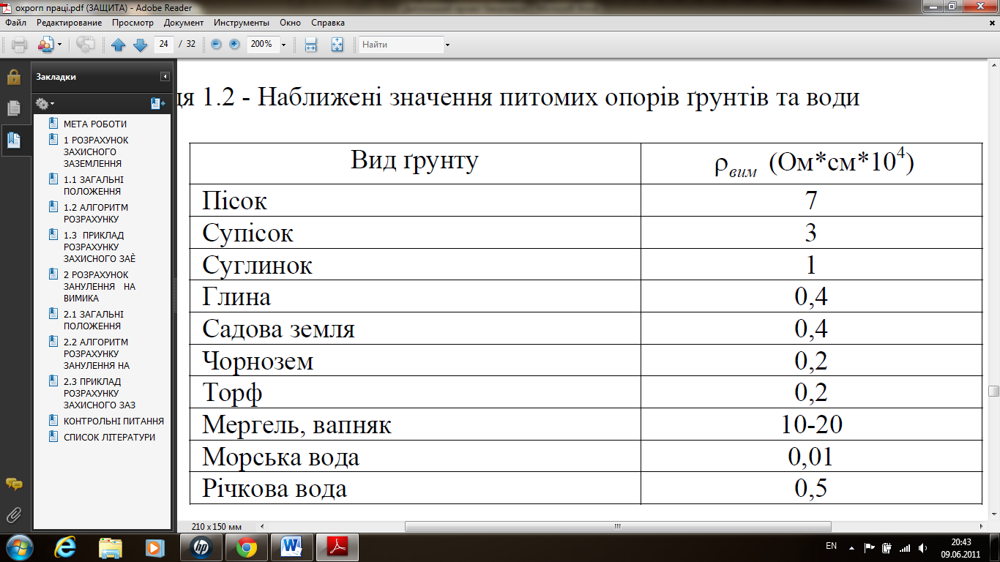 охрогп праці.pdf (ЗАЩИТА) - Adobe Reader
Файл Редактирование Просмотр Документ Инструменты Окно Справка
24 / 32 200% Найти
Закладки
МЕТА РОБОТИ
1 РОЗРАХУНОК
ЗАХИСНОГО
ЗАЗЕМЛЕННЯ
1.1 ЗАГАЛЬНІ
ПОЛОЖЕННЯ
1.2 АЛГОРИТМ
РОЗРАХУНКУ
1.3 ПРИКЛАД
РОЗРАХУНКУ
ЗАХИСНОГО ЗАÈ
2 РОЗРАХУНОК
ЗАНУЛЕННЯ НА
ВИМИКА
2.1 ЗАГАЛЬНІ
ПОЛОЖЕННЯ
2.2 АЛГОРИТМ
РОЗРАХУНКУ
ЗАНУЛЕННЯ НА
2.3 ПРИКЛАД
РОЗРАХУНКУ
ЗАХИСНОГО ЗАЗ
КОНТРОЛЬНІ ПИТАННЯ
СПИСОК ЛІТЕРАТУРИ
ця 1.2 - Наближені значення питомих опорів ґрунтів та води
Вид ґрунту ρвим (Ом*см*10⁴)
Пісок 7
Супісок 3
Суглинок 1
Глина 0,4
Садова земля 0,4
Чорнозем 0,2
Торф 0,2
Мергель, вапняк 10-20
Морська вода 0,01
Річкова вода 0,5
210 x 150 мм
hp
EN 20:43
09.06.2011